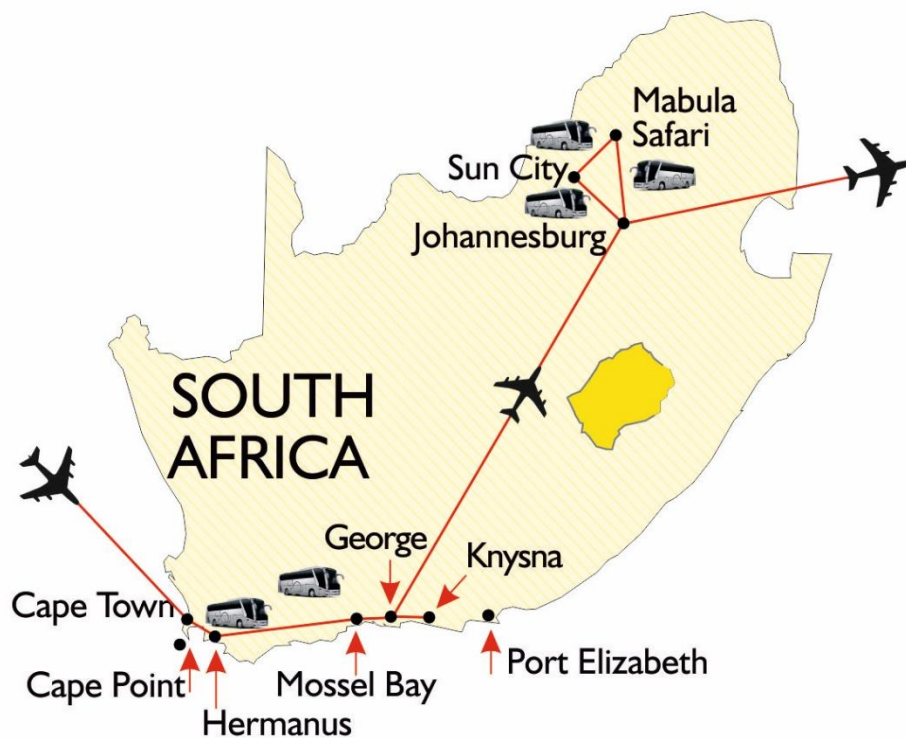 Mabula
Safari
Sun City
Johannesburg
SOUTH
AFRICA
George
Knysna
Cape Town
Cape Point
Hermanus
Mossel Bay
Port Elizabeth